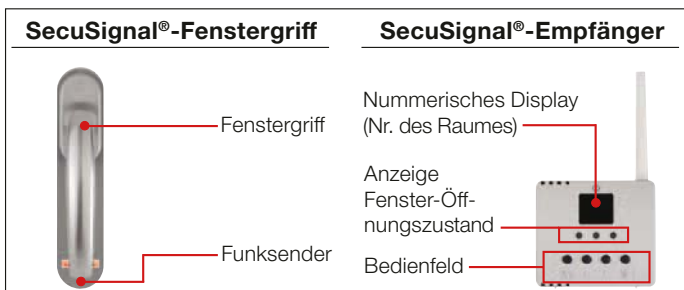 SecuSignal®-Fenstergriff
Fenstergriff
Funksender
SecuSignal®-Empfänger
Nummerisches Display
(Nr. des Raumes)
Anzeige
Fenster-Öff-
nungszustand
Bedienfeld